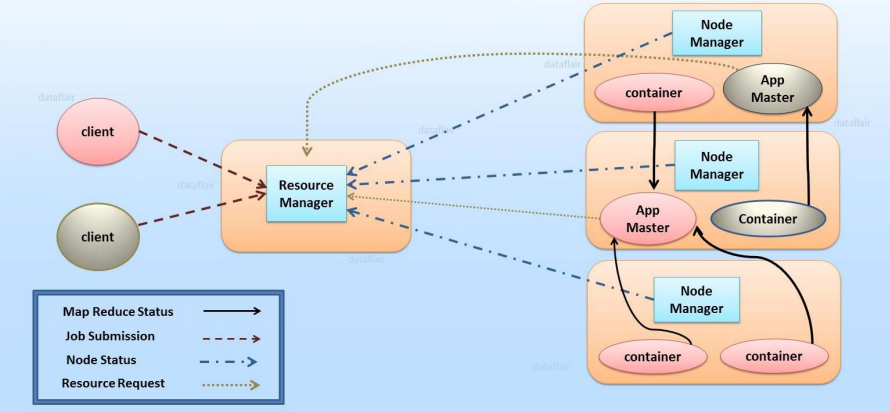 Node
Manager
dataflair
container
App
Master
dataflair
client
dataflair
dataflair
Node
Manager
dataflair
Resource
Manager
App
Master
Container
client
dataflair
Node
Manager
Map Reduce Status
Job Submission
Node Status
Resource Request
container
container
dataflair